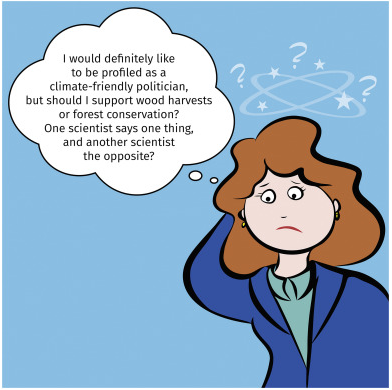 I would definitely like
to be profiled as a
climate-friendly politician,
but should I support wood harvests
or forest conservation?
One scientist says one thing,
and another scientist
the opposite?
? ? ?